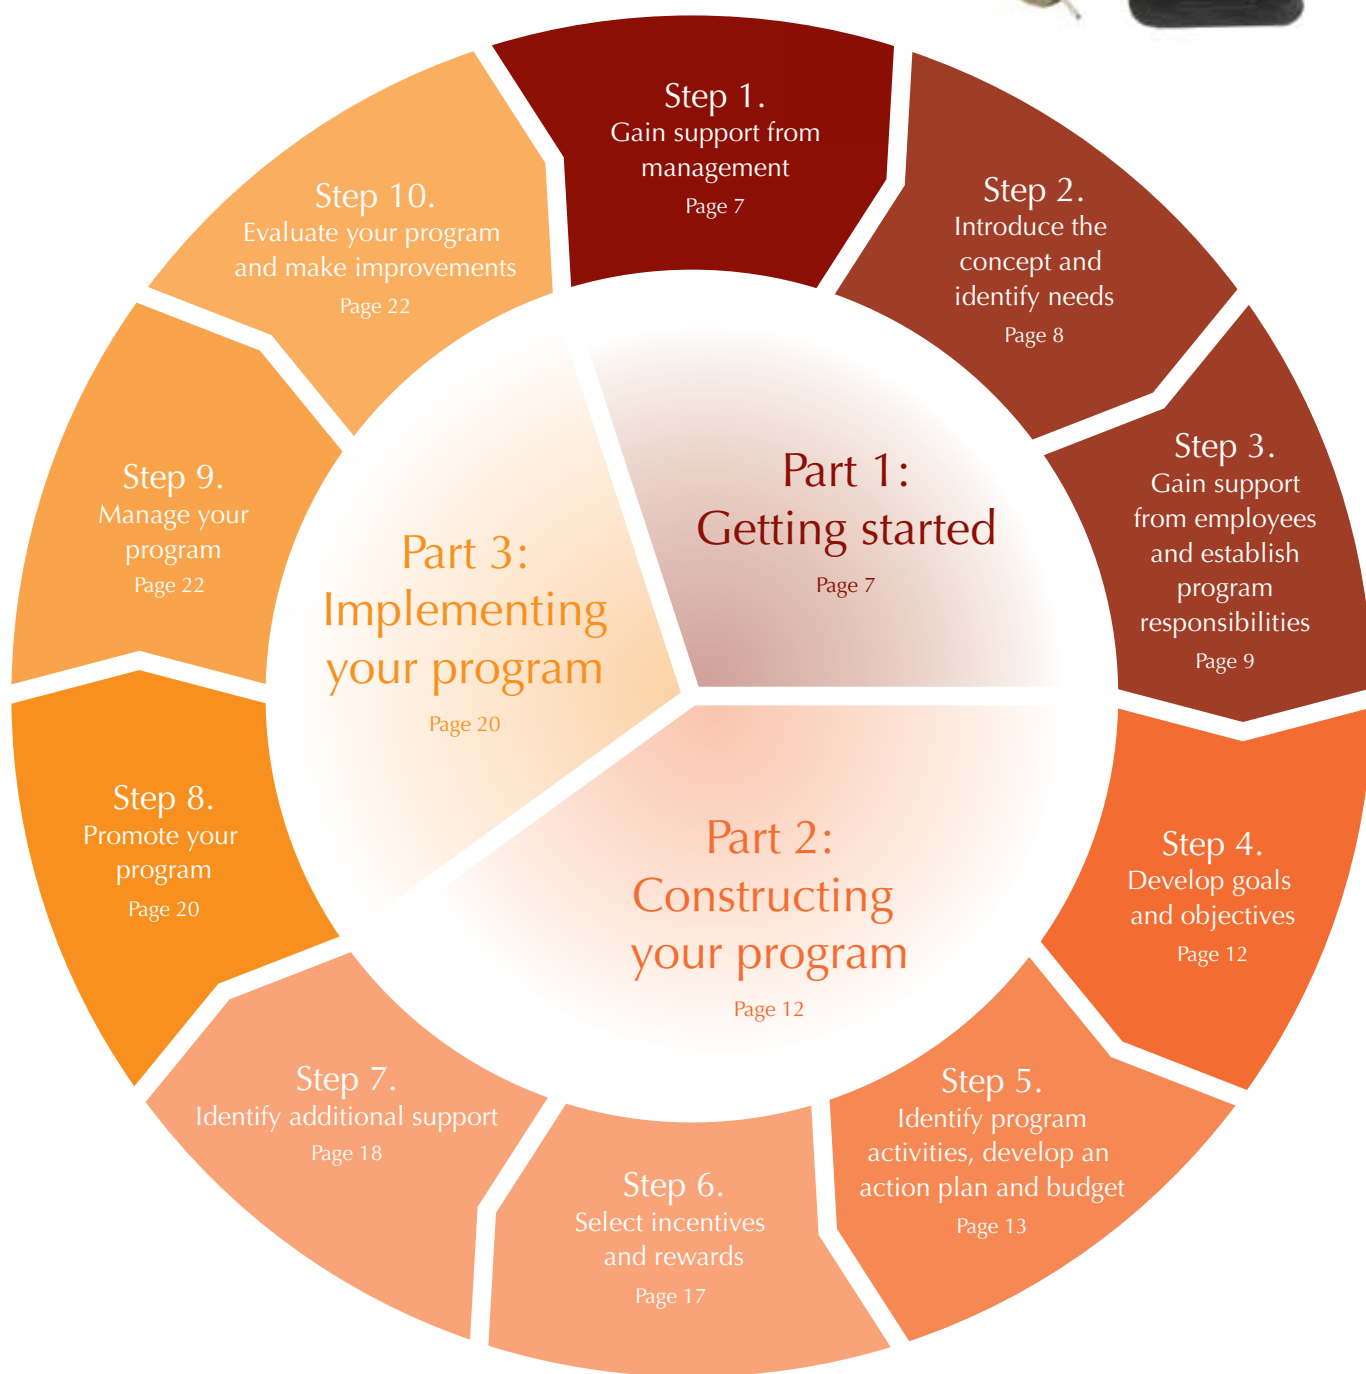 Step 1.
Gain support from
management
Page 7
Step 2.
Introduce the
concept and
identify needs
Page 8
Step 3.
Gain support
from employees
and establish
program
responsibilities
Page 9
Step 4.
Develop goals
and objectives
Page 12
Step 5.
Identify program
activities, develop an
action plan and budget
Page 13
Step 6.
Select incentives
and rewards
Page 17
Step 7.
Identify additional support
Page 18
Step 8.
Promote your
program
Page 20
Step 9.
Manage your
program
Page 22
Step 10.
Evaluate your program
and make improvements
Page 22
Part 1:
Getting started
Page 7
Part 2:
Constructing
your program
Page 12
Part 3:
Implementing
your program
Page 20